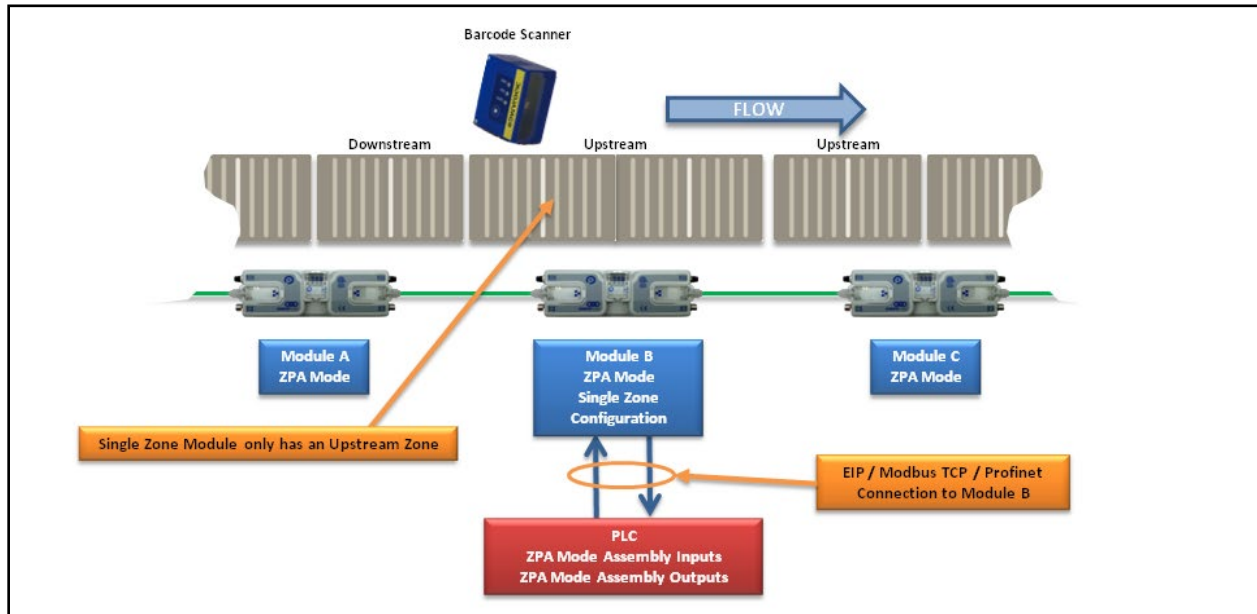 Barcode Scanner
FLOW
Downstream
Upstream
Upstream
Module A
ZPA Mode
Module B
ZPA Mode
Single Zone
Configuration
Module C
ZPA Mode
Single Zone Module only has an Upstream Zone
EIP / Modbus TCP / Profinet
Connection to Module B
PLC
ZPA Mode Assembly Inputs
ZPA Mode Assembly Outputs